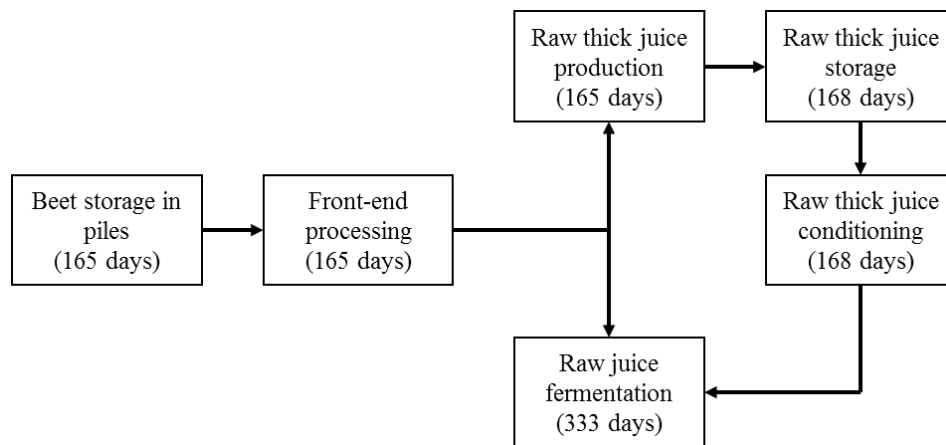 Raw thick juice
production
(165 days)
Raw thick juice
storage
(168 days)
Beet storage in
piles
(165 days)
Front-end
processing
(165 days)
Raw thick juice
conditioning
(168 days)
Raw juice
fermentation
(333 days)